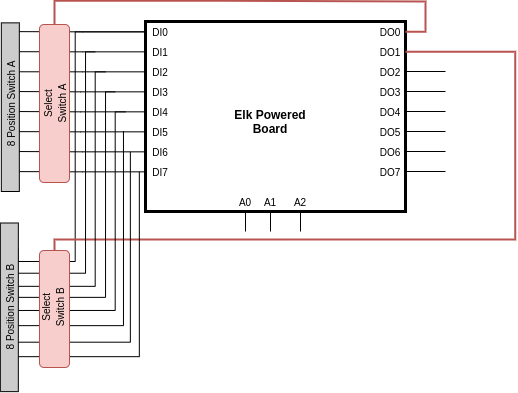 8 Position Switch A
Select
Switch A
DI0
DI1
DI2
DI3
DI4
DI5
DI6
DI7
Elk Powered
Board
DO0
DO1
DO2
DO3
DO4
DO5
DO6
DO7
A0 A1 A2
8 Position Switch B
Select
Switch B